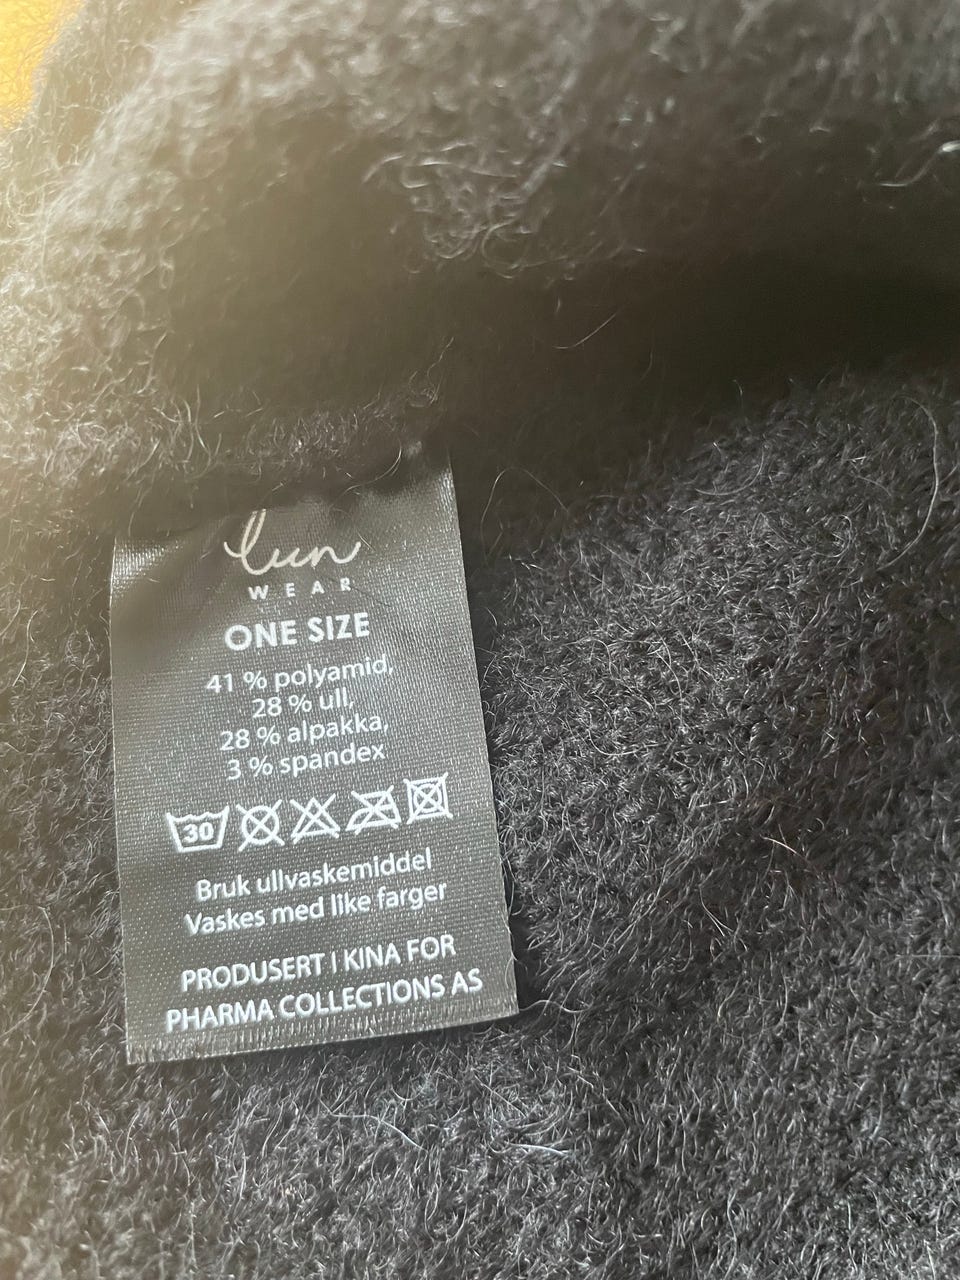 lun
WEAR
ONE SIZE
41 % polyamid,
28 % ull,
28 % alpakka,
3 % spandex
30
Bruk ullvaskemiddel
Vaskes med like farger
PRODUSERT I KINA FOR
PHARMA COLLECTIONS AS